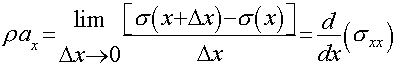 ρa_x = lim_{Δx→0} [σ(x+Δx)−σ(x)] / Δx = d/dx (σ_xx)